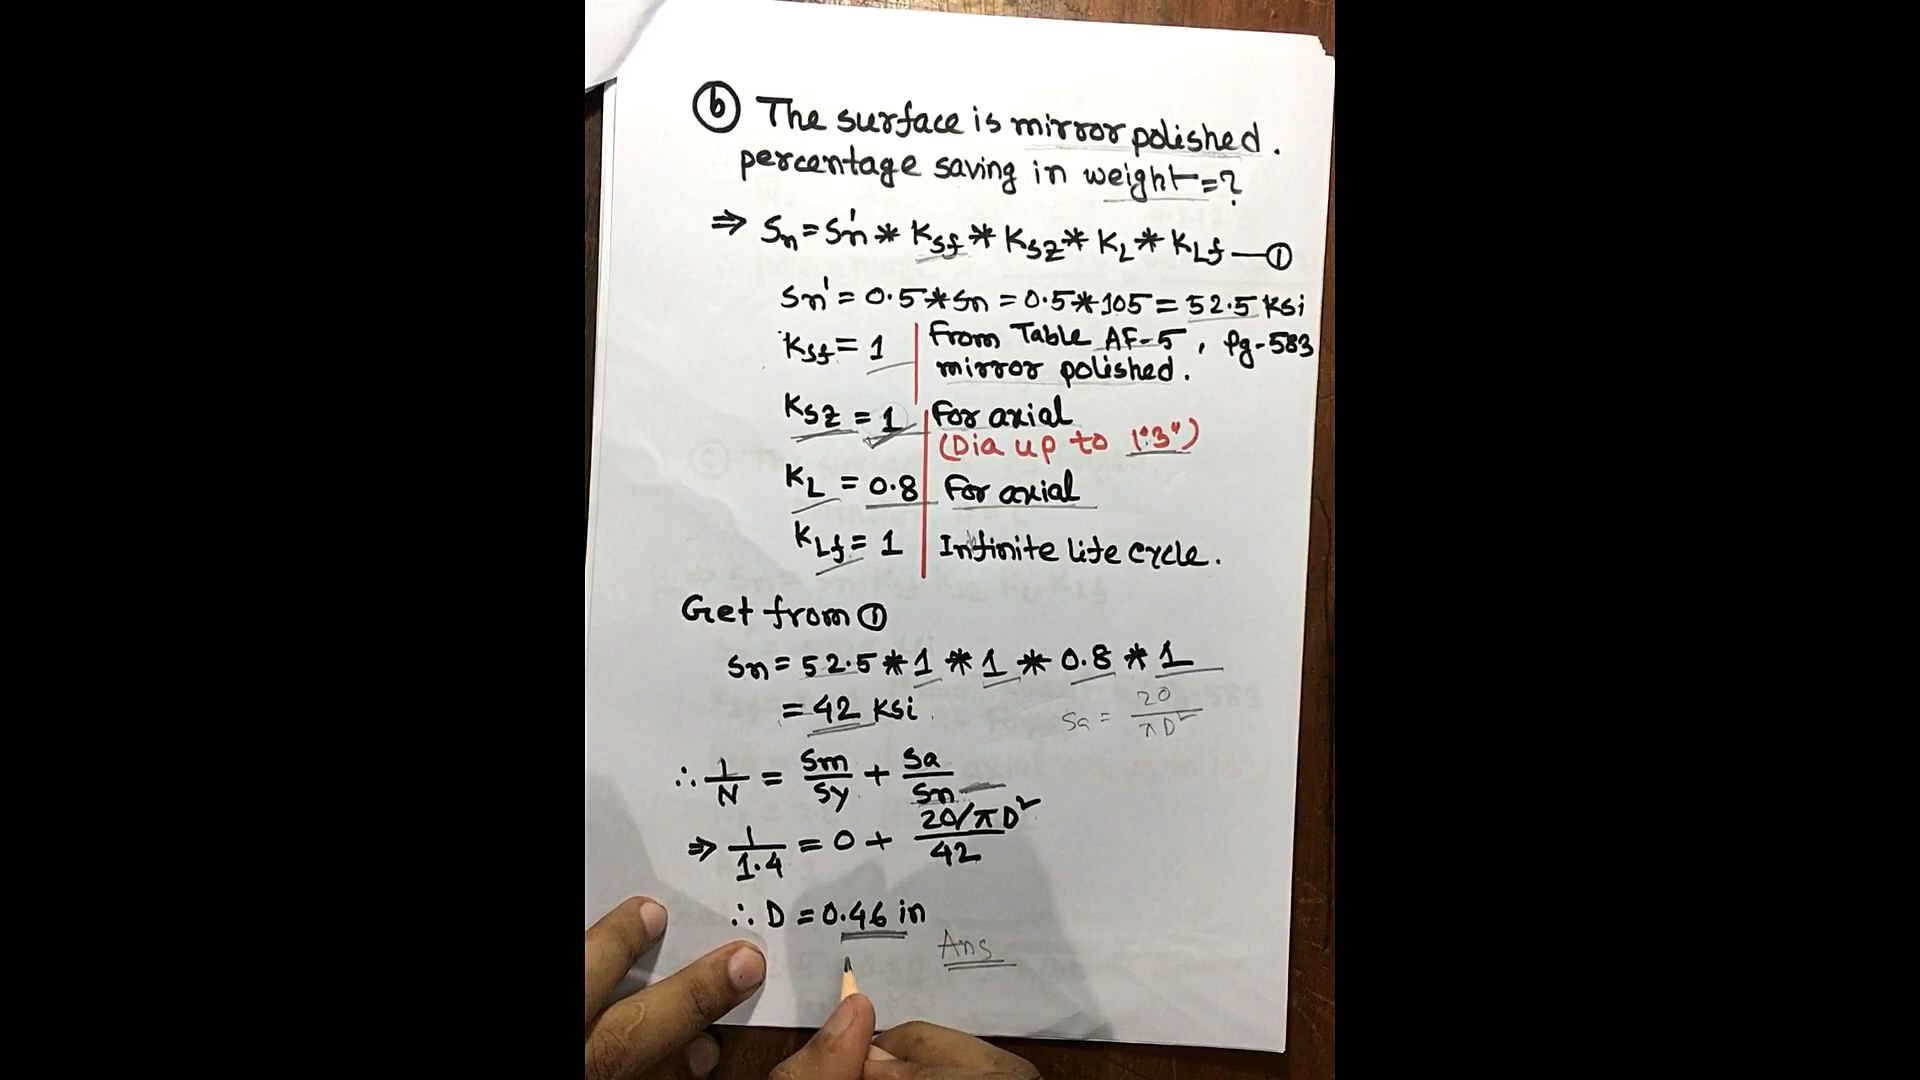 ⓑ The surface is mirror polished.
percentage saving in weight=?
⇒ Sn = Sn' * Ksf * KSZ * KL * KLf —①
Sn' = 0.5*Sn = 0.5*105 = 52.5 Ksi
Ksf = 1 | From Table AF-5, Pg-583
mirror polished.
KSZ = 1 | For axial
(Dia up to 1.3")
KL = 0.8 | For axial
KLf = 1 | Infinite life cycle.
Get from ①
Sn = 52.5 * 1 * 1 * 0.8 * 1
= 42 Ksi
Sa = 20/πD²
∴ 1/N = Sm/Sy + Sa/Sn
⇒ 1/1.4 = 0 + (20/πD²)/42
∴ D = 0.46 in
Ans